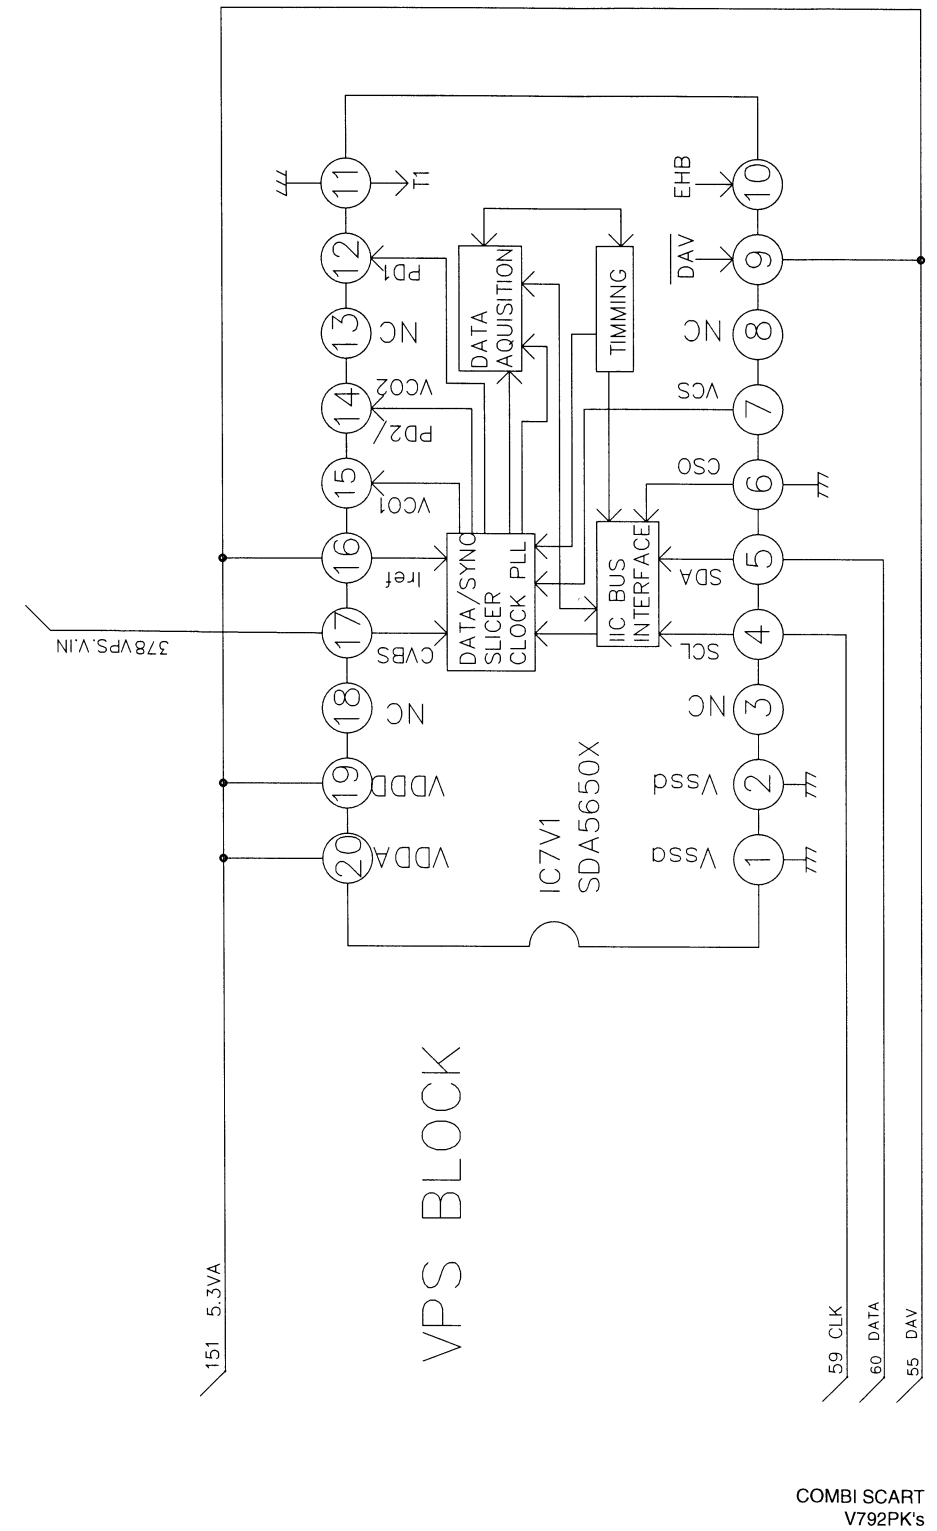 11
T1
12
PD1
13
NC
14
VCO2
PD2/
15
VCO1
16
Iref
17
CVBS
18
NC
19
VDDD
20
VDDA
378VPS.V.IN
DATA
AQUISITION
TIMMING
DATA/SYNC
SLICER
CLOCK PLL
IIC BUS
INTERFACE
EHB
10
DAV
9
NC
8
VCS
7
CSO
6
SDA
5
SCL
4
NC
3
Vssd
2
Vssa
1
IC7V1
SDA5650X
VPS BLOCK
151 5.3VA
59 CLK
60 DATA
55 DAV
COMBI SCART
V792PK's